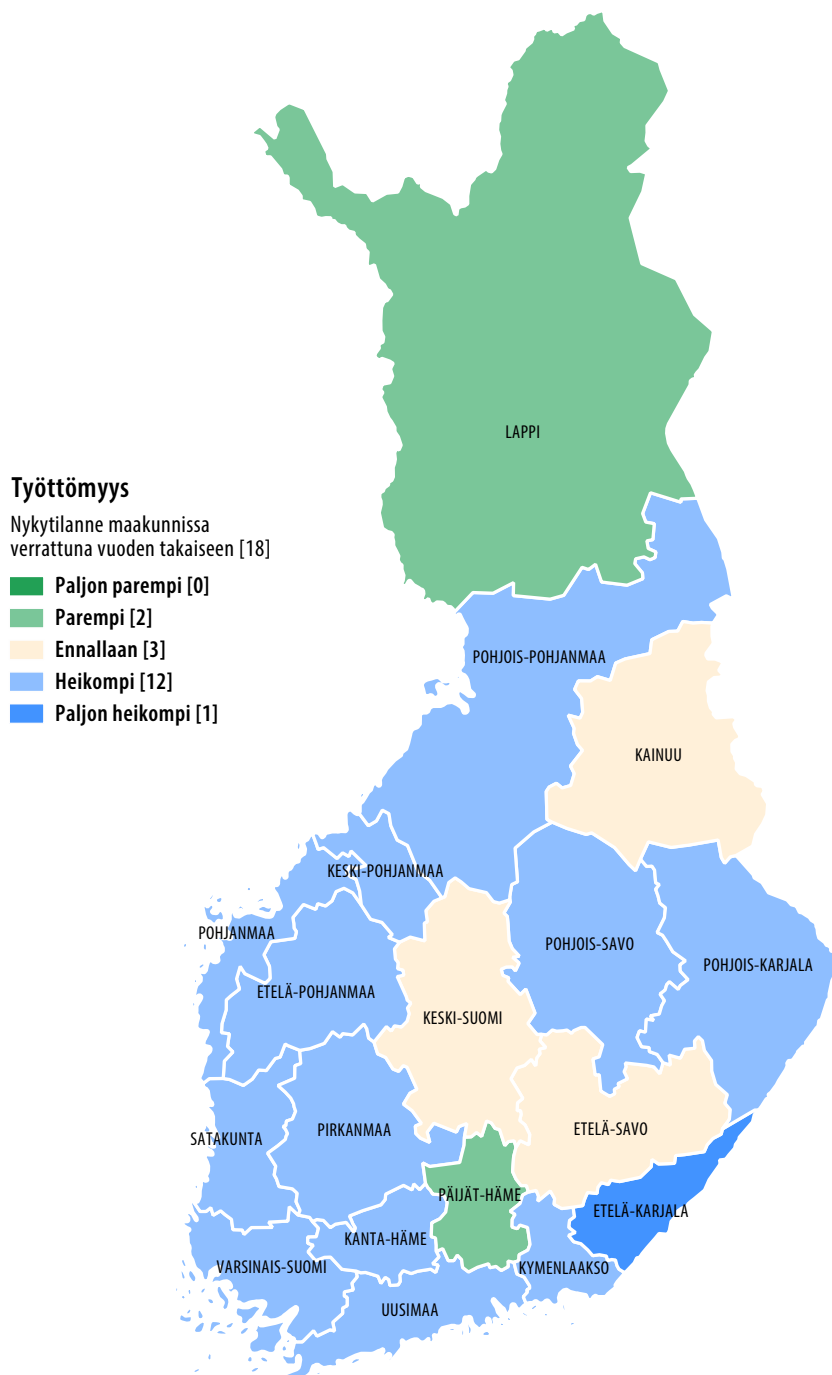 Työttömyys
Nykytilanne maakunnissa
verrattuna vuoden takaiseen [18]
Paljon parempi [0]
Parempi [2]
Ennallaan [3]
Heikompi [12]
Paljon heikompi [1]
LAPPI
POHJOIS-POHJANMAA
KAINUU
KESKI-POHJANMAA
POHJANMAA
POHJOIS-SAVO
POHJOIS-KARJALA
ETELÄ-POHJANMAA
KESKI-SUOMI
SATAKUNTA
PIRKANMAA
ETELÄ-SAVO
PÄIJÄT-HÄME
ETELÄ-KARJALA
KANTA-HÄME
VARSINAIS-SUOMI
KYMENLAAKSO
UUSIMAA